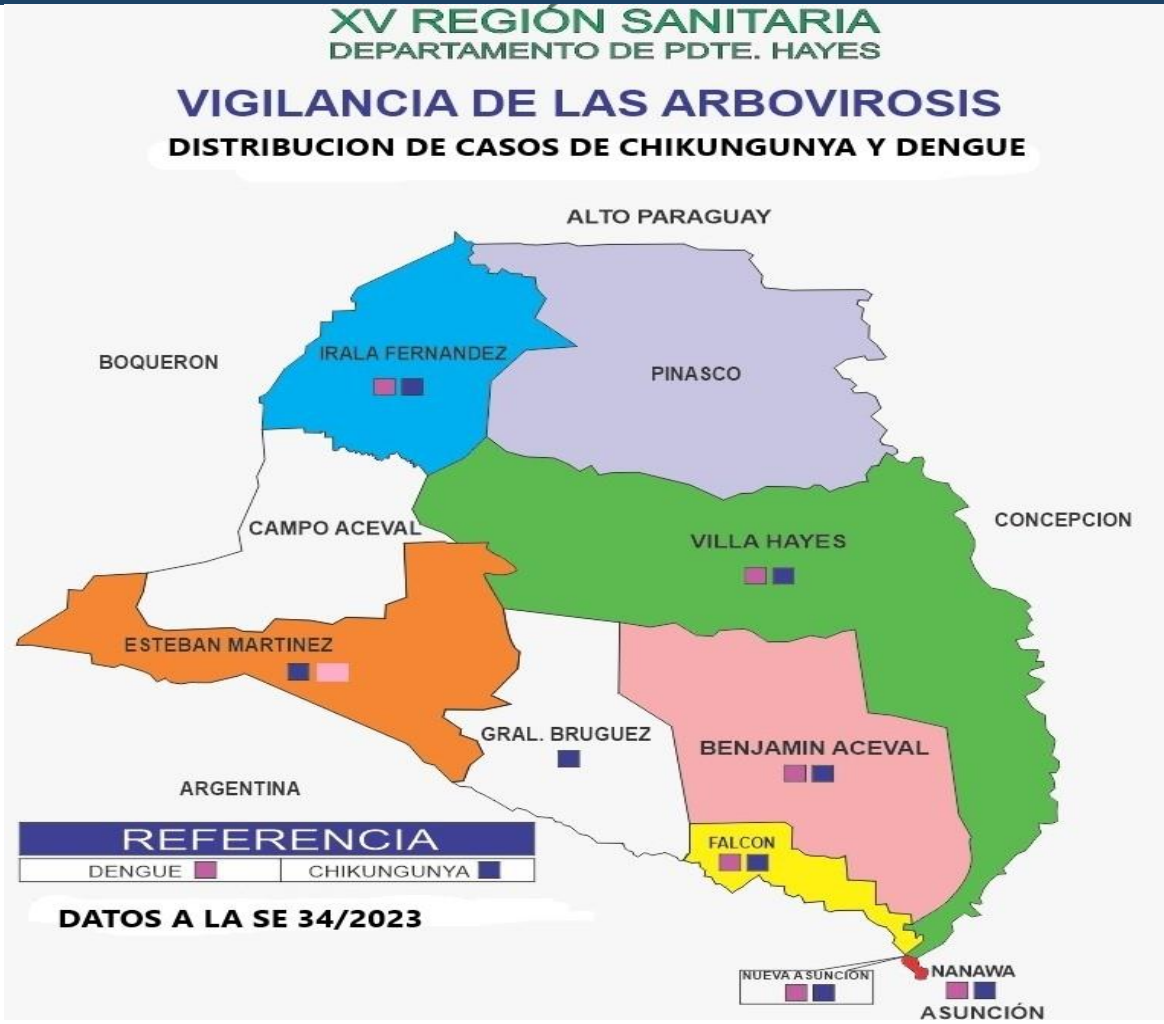 XV REGIÓN SANITARIA
DEPARTAMENTO DE PDTE. HAYES
VIGILANCIA DE LAS ARBOVIROSIS
DISTRIBUCION DE CASOS DE CHIKUNGUNYA Y DENGUE
ALTO PARAGUAY
BOQUERON
IRALA FERNANDEZ
PINASCO
CAMPO ACEVAL
VILLA HAYES
CONCEPCION
ESTEBAN MARTINEZ
GRAL. BRUGUEZ
BENJAMIN ACEVAL
ARGENTINA
REFERENCIA
DENGUE
CHIKUNGUNYA
FALCON
DATOS A LA SE 34/2023
NUEVA ASUNCIÓN
NANAWA
ASUNCIÓN